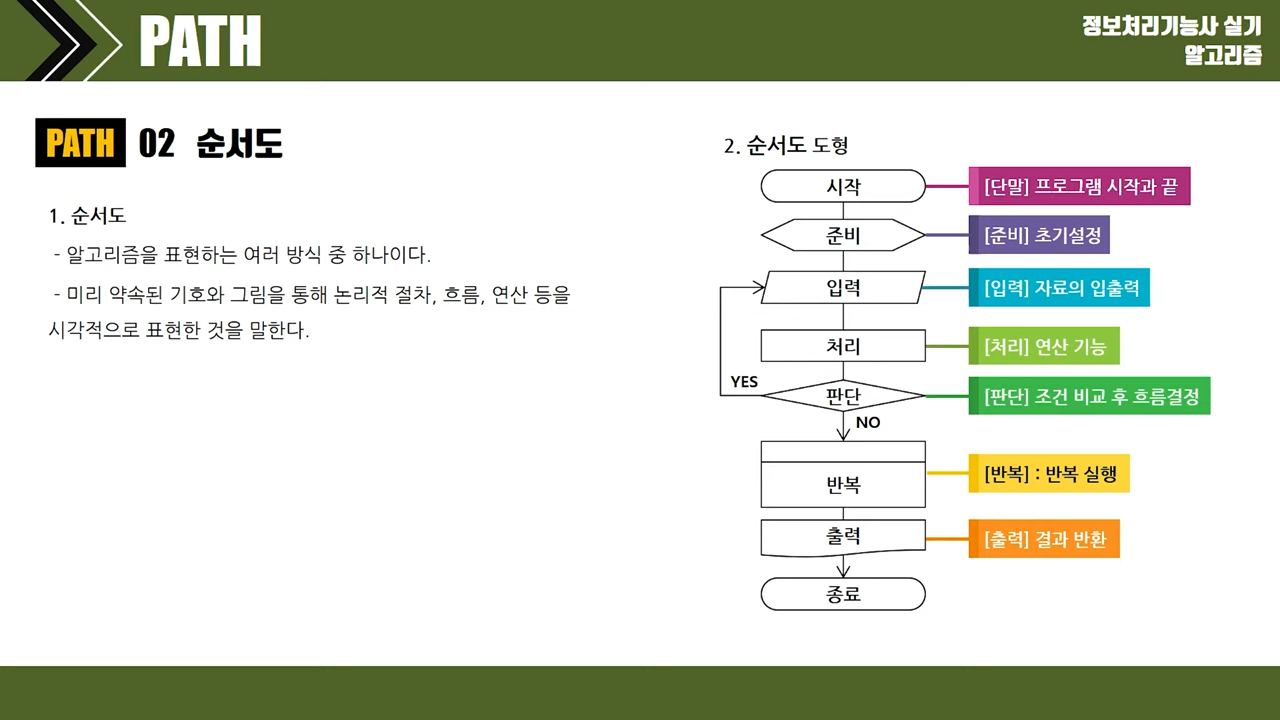 PATH
정보처리기능사 실기
알고리즘
PATH 02 순서도
1. 순서도
- 알고리즘을 표현하는 여러 방식 중 하나이다.
- 미리 약속된 기호와 그림을 통해 논리적 절차, 흐름, 연산 등을
시각적으로 표현한 것을 말한다.
2. 순서도 도형
시작
[단말] 프로그램 시작과 끝
준비
[준비] 초기설정
입력
[입력] 자료의 입출력
처리
[처리] 연산 기능
YES
판단
[판단] 조건 비교 후 흐름결정
NO
반복
[반복] : 반복 실행
출력
[출력] 결과 반환
종료